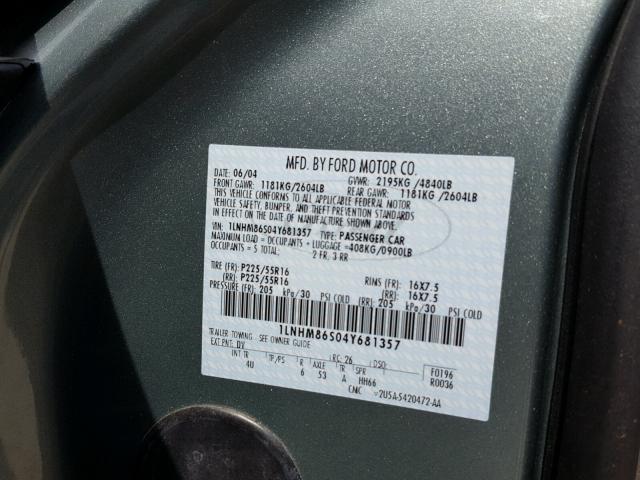 MFD. BY FORD MOTOR CO.
DATE: 06/04 GVWR: 2195KG /4840LB
FRONT GAWR: 1181KG/2604LB REAR GAWR: 1181KG /2604LB
THIS VEHICLE CONFORMS TO ALL APPLICABLE FEDERAL MOTOR
VEHICLE SAFETY, BUMPER, AND THEFT PREVENTION STANDARDS
IN EFFECT ON THE DATE OF MANUFACTURE SHOWN ABOVE.
VIN: 1LNHM86S04Y681357 TYPE: PASSENGER CAR
MAXIMUM LOAD = OCCUPANTS + LUGGAGE = 408KG/0900LB
OCCUPANTS = 5 TOTAL: 2 FR, 3 RR
TIRE (FR): P225/55R16 RIMS (FR): 16X7.5
(RR): P225/55R16 (RR): 16X7.5
PRESSURE (FR): 205 kPa/30 PSI COLD (RR): 205 kPa/30 PSI COLD
1LNHM86S04Y681357
TRAILER TOWING - SEE OWNER GUIDE
EXT PNT: DV RC: 26 DSO:
INT TR TP/PS R AXLE TR SPR F0196
4U 6 53 A HH66 R0036
CNIC ▿2U5A-5420472-AA